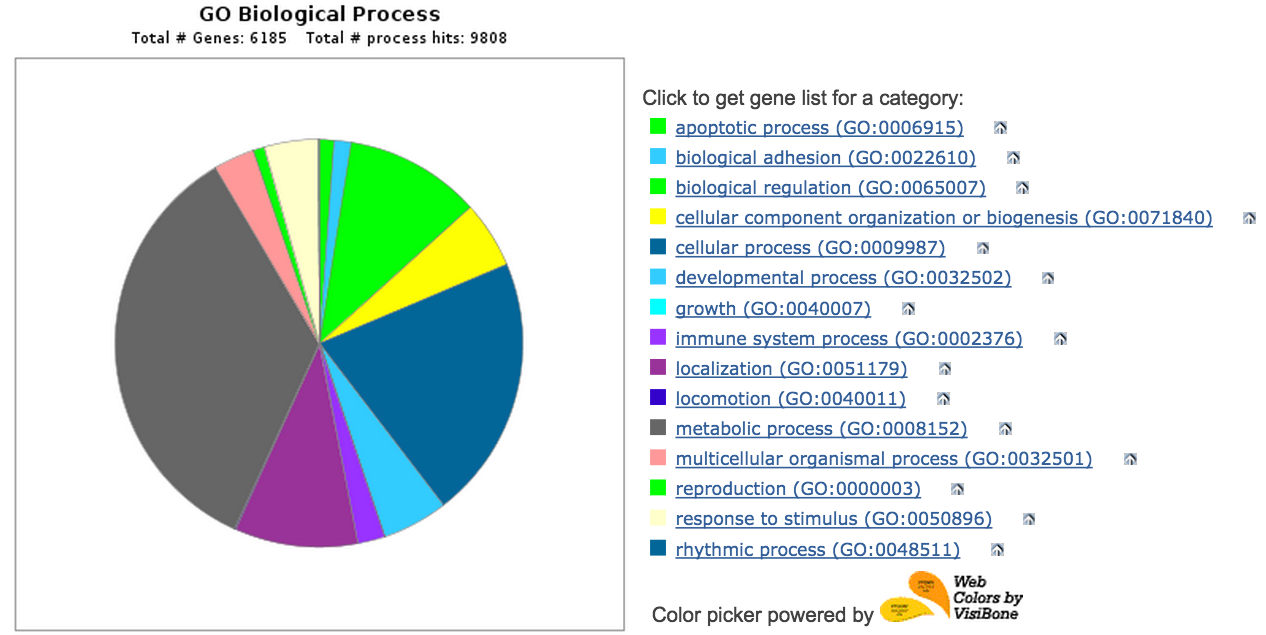 GO Biological Process
Total # Genes: 6185 Total # process hits: 9808
Click to get gene list for a category:
apoptotic process (GO:0006915)
biological adhesion (GO:0022610)
biological regulation (GO:0065007)
cellular component organization or biogenesis (GO:0071840)
cellular process (GO:0009987)
developmental process (GO:0032502)
growth (GO:0040007)
immune system process (GO:0002376)
localization (GO:0051179)
locomotion (GO:0040011)
metabolic process (GO:0008152)
multicellular organismal process (GO:0032501)
reproduction (GO:0000003)
response to stimulus (GO:0050896)
rhythmic process (GO:0048511)
Color picker powered by
Web
Colors by
VisiBone